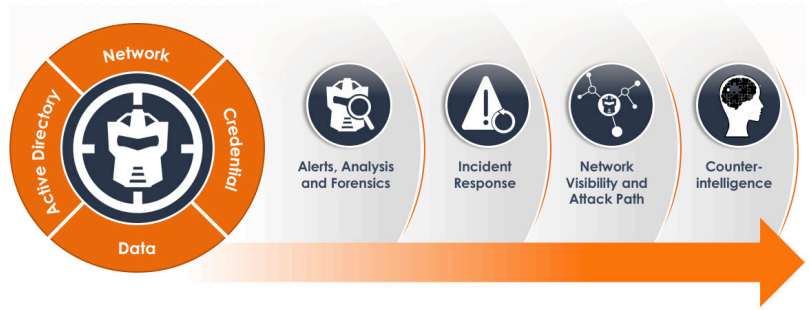 Network
Active Directory
Credential
Data
Alerts, Analysis
and Forensics
Incident
Response
Network
Visibility and
Attack Path
Counter-
intelligence